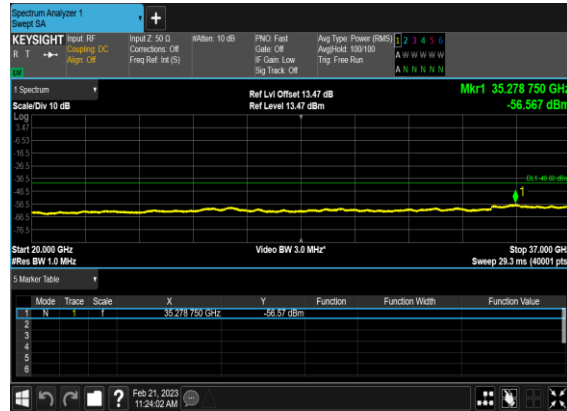 Spectrum Analyzer 1
Swept SA
+
KEYSIGHT Input: RF Input Z: 50 Ω #Atten: 10 dB PNO: Fast Avg Type: Power (RMS) 1 2 3 4 5 6
R T Coupling: DC Corrections: Off Gate: Off Avg|Hold: 100/100 A W W W W W
Align: Off Freq Ref: Int (S) IF Gain: Low Trig: Free Run
Sig Track: Off A N N N N N
1 Spectrum
Scale/Div 10 dB
Ref Lvl Offset 13.47 dB
Ref Level 13.47 dBm
Mkr1 35.278 750 GHz
-56.567 dBm
Log
3.47
-6.53
-16.5
-26.5
-36.5
DL1 -40.00 dBm
-46.5
1
-56.5
-66.5
-76.5
Start 20.000 GHz Video BW 3.0 MHz* Stop 37.000 GHz
#Res BW 1.0 MHz Sweep 29.3 ms (40001 pts)
5 Marker Table
Mode Trace Scale X Y Function Function Width Function Value
1 N 1 f 35.278 750 GHz -56.57 dBm
2
3
4
5
6
? Feb 21, 2023
11:24:02 AM